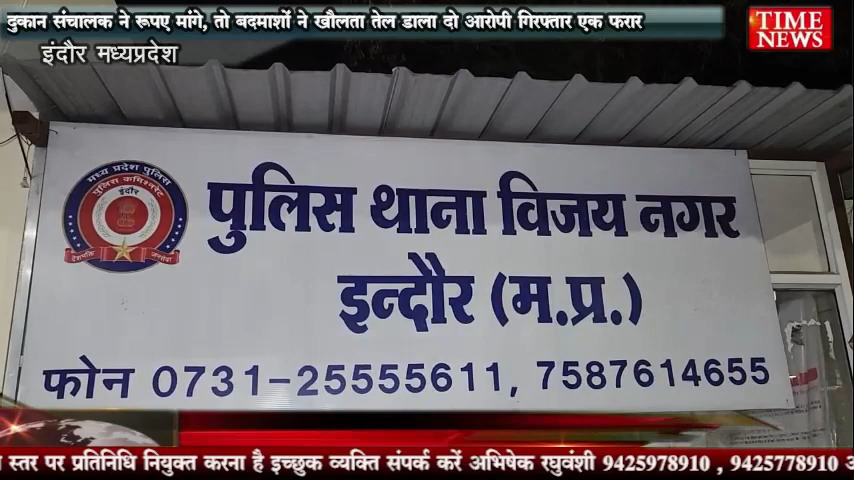 दुकान संचालक ने रूपए मांगे, तो बदमाशों ने खौलता तेल डाला दो आरोपी गिरफ्तार एक फरार
TIME
NEWS
इंदौर मध्यप्रदेश
मध्य प्रदेश पुलिस
पुलिस कमिश्नरेट
इंदौर
देशभक्ति जनसेवा
पुलिस थाना विजय नगर
इन्दौर (म.प्र.)
फोन 0731-25555611, 7587614655
स्तर पर प्रतिनिधि नियुक्त करना है इच्छुक व्यक्ति संपर्क करें अभिषेक रघुवंशी 9425978910 , 9425778910